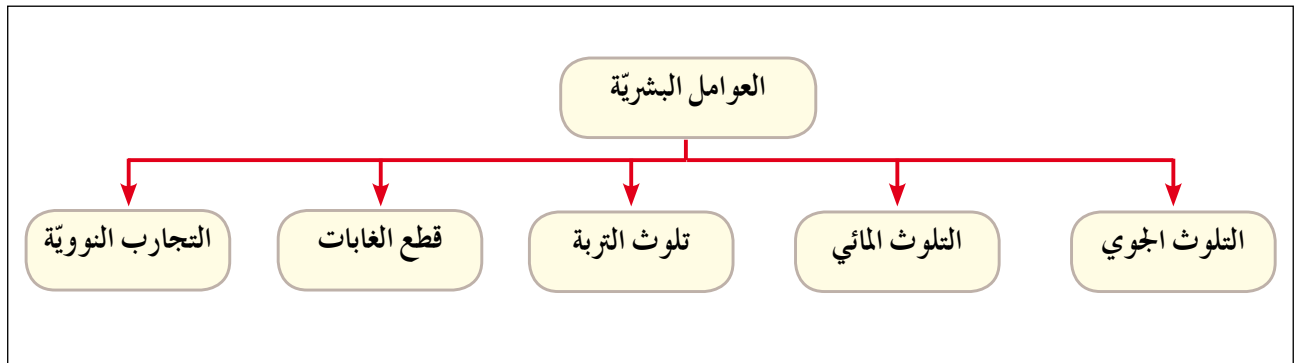 العوامل البشريّة
التلوث الجوي
التلوث المائي
تلوث التربة
قطع الغابات
التجارب النوويّة